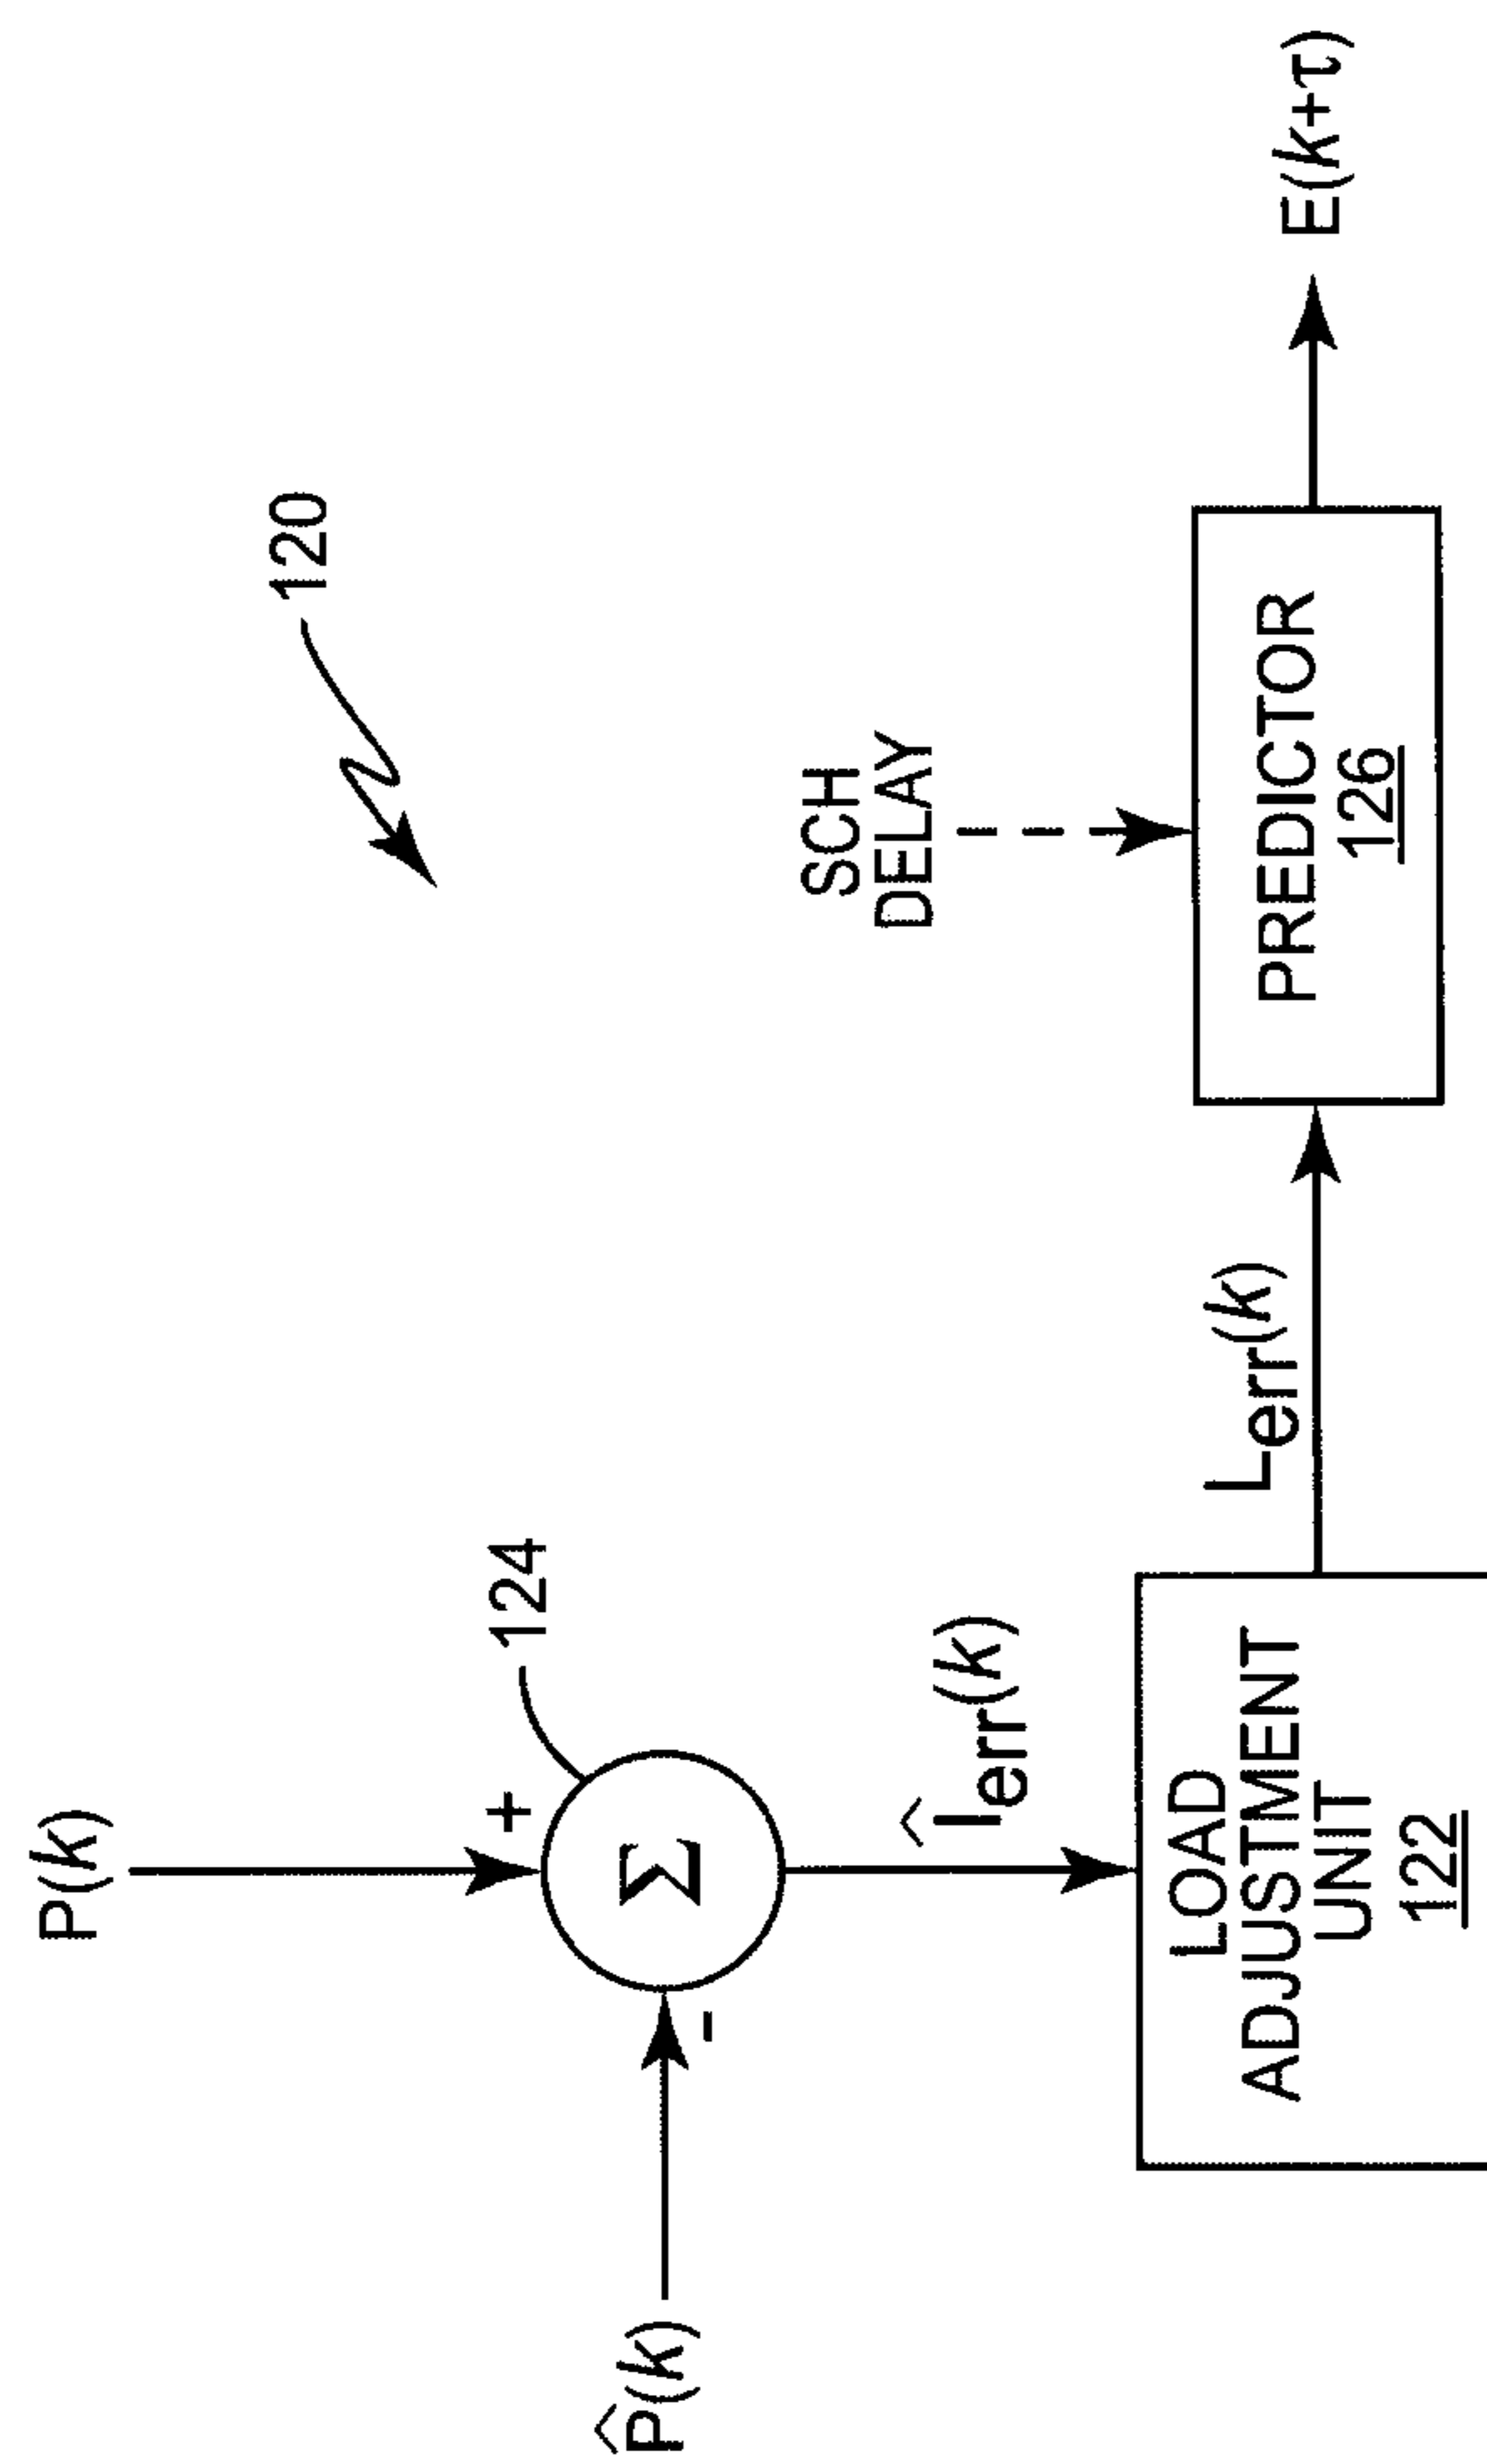 P(k)
120
124
+
Σ
P̂(k)
-
Îerr(k)
SCH
DELAY
LOAD
ADJUSTMENT
UNIT
122
Lerr(k)
PREDICTOR
126
E(k+τ)